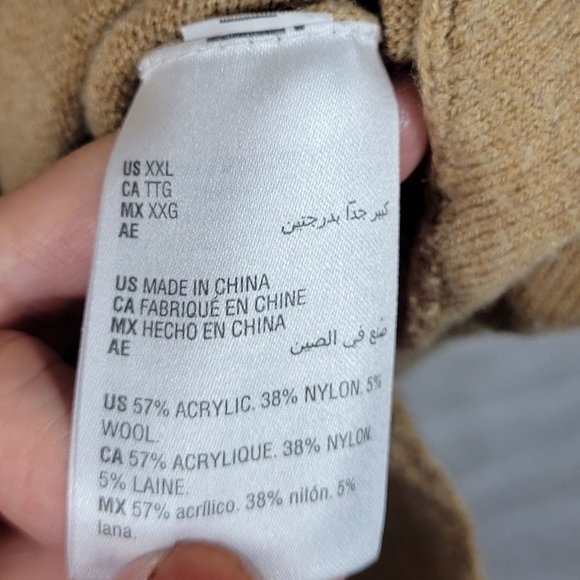 US XXL
CA TTG
MX XXG
AE كبير جدًا بدرجتين
US MADE IN CHINA
CA FABRIQUÉ EN CHINE
MX HECHO EN CHINA
AE صُنع في الصين
US 57% ACRYLIC. 38% NYLON. 5%
WOOL.
CA 57% ACRYLIQUE. 38% NYLON.
5% LAINE.
MX 57% acrílico. 38% nilón. 5%
lana.